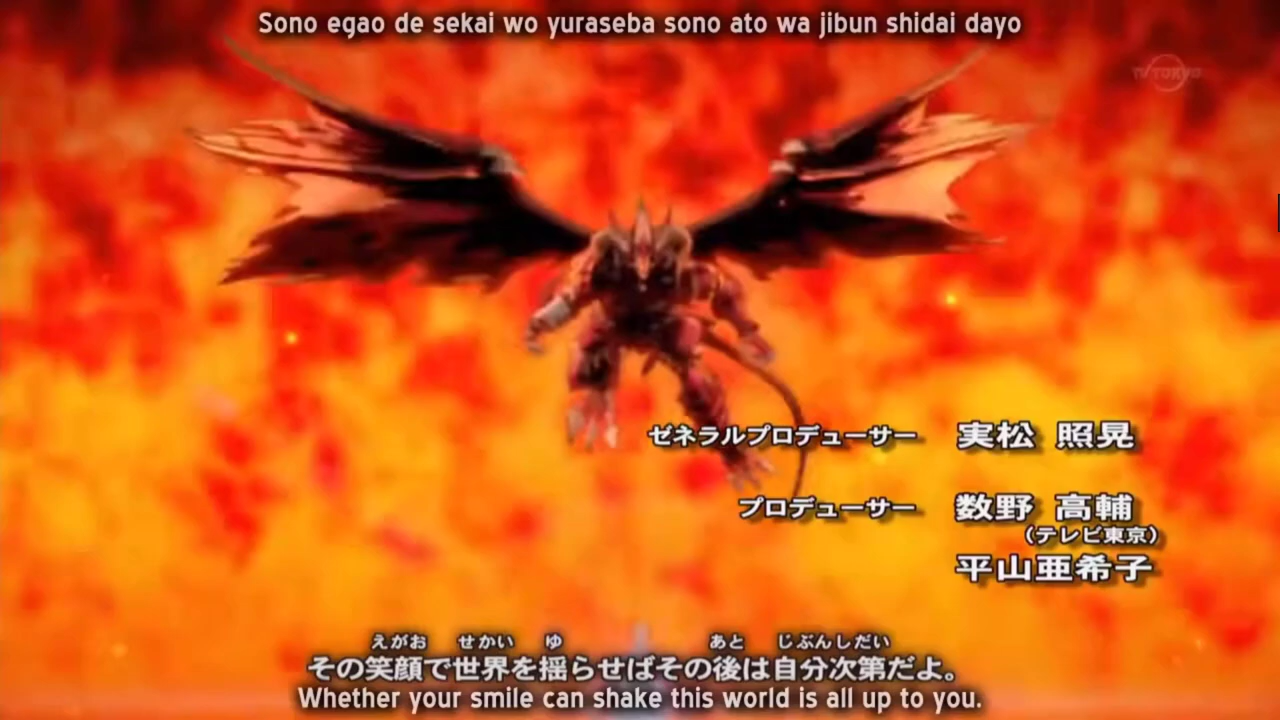 Sono egao de sekai wo yuraseba sono ato wa jibun shidai dayo
TV TOKYO
ゼネラルプロデューサー 実松 照晃
プロデューサー 数野 高輔
（テレビ東京）
平山亜希子
えがお せかい ゆ あと じぶんしだい
その笑顔で世界を揺らせばその後は自分次第だよ。
Whether your smile can shake this world is all up to you.